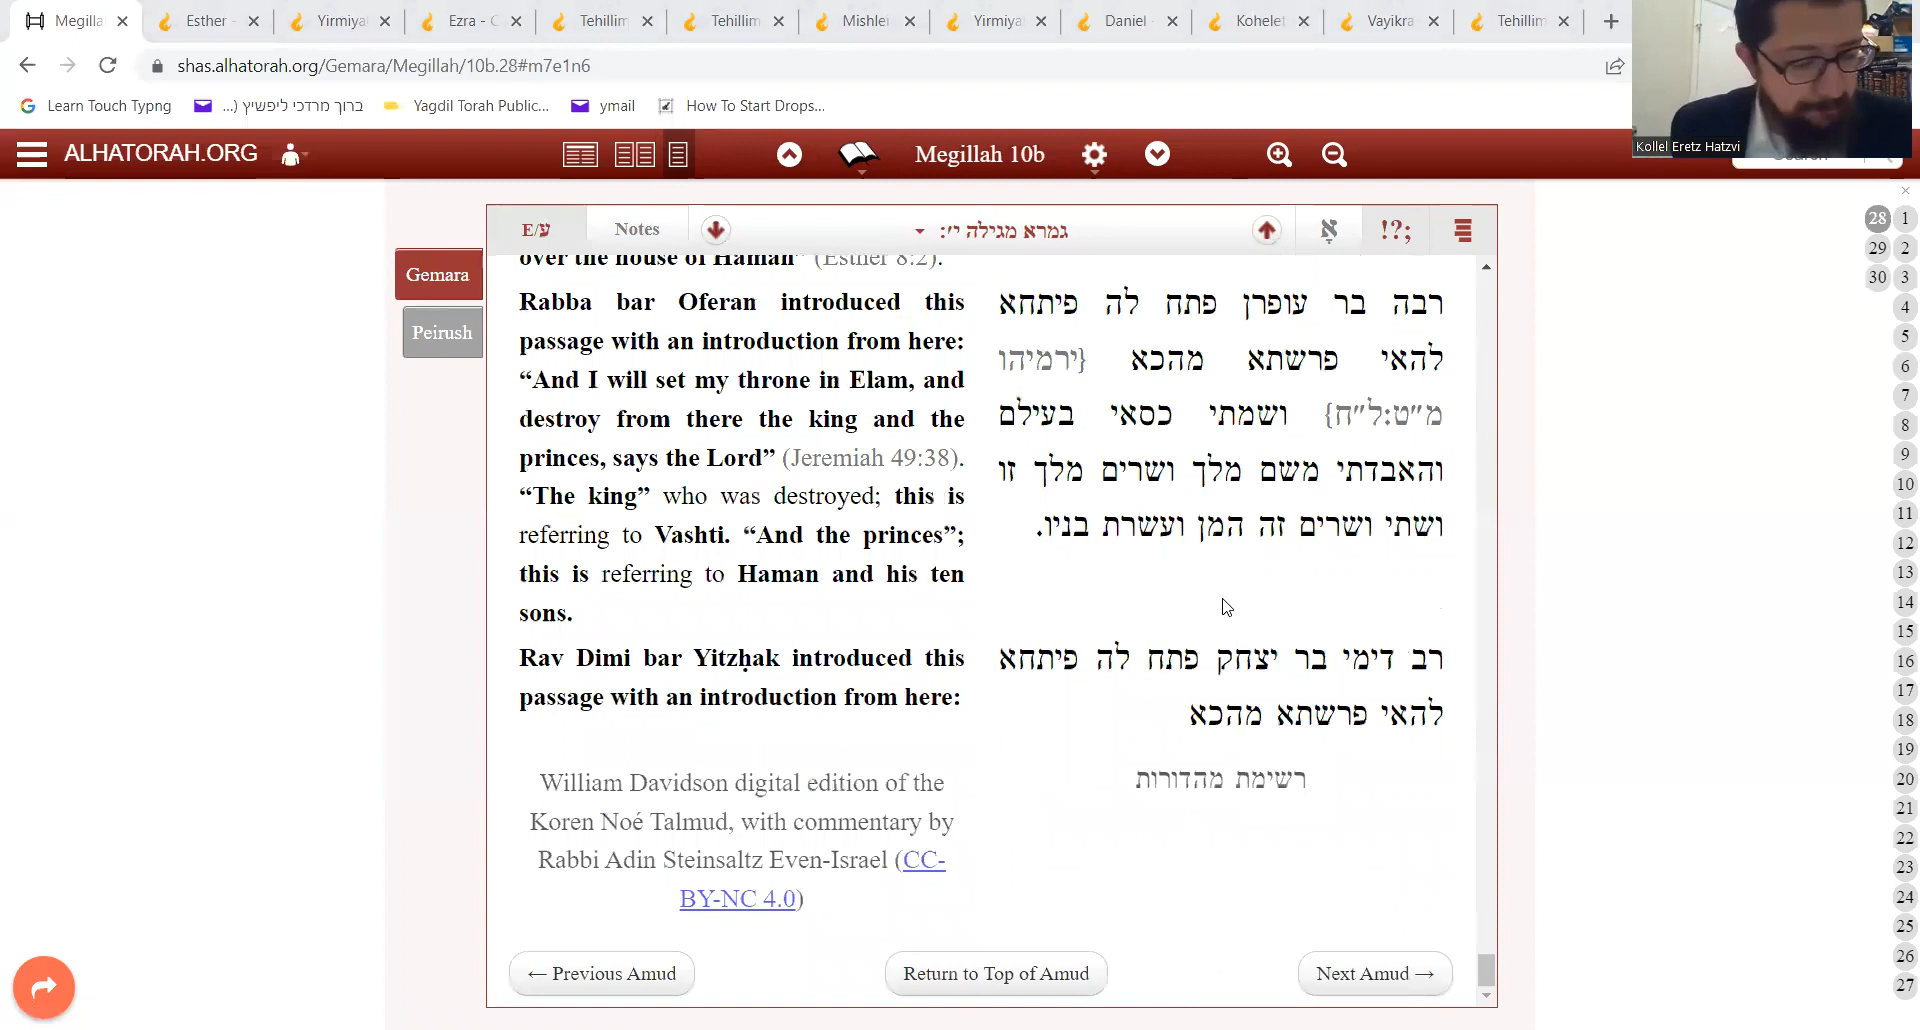 Megillah
Esther -
Yirmiyal
Ezra - C
Tehillim
Tehillim
Mishlei
Yirmiyal
Daniel -
Kohelet
Vayikra
Tehillim
shas.alhatorah.org/Gemara/Megillah/10b.28#m7e1n6
Learn Touch Typng
ברוך מרדכי ליפשיץ (...
Yagdil Torah Public...
ymail
How To Start Drops...
Kollel Eretz Hatzvi
ALHATORAH.ORG
Megillah 10b
E/ע
Notes
גמרא מגילה י׳:
אָ
!?;
Gemara
Peirush
over the house of Haman” (Esther 8:2).
Rabba bar Oferan introduced this
passage with an introduction from here:
“And I will set my throne in Elam, and
destroy from there the king and the
princes, says the Lord” (Jeremiah 49:38).
“The king” who was destroyed; this is
referring to Vashti. “And the princes”;
this is referring to Haman and his ten
sons.
Rav Dimi bar Yitzḥak introduced this
passage with an introduction from here:
רבה בר עופרן פתח לה פיתחא
להאי פרשתא מהכא {ירמיהו
מ״ט:ל״ח} ושמתי כסאי בעילם
והאבדתי משם מלך ושרים מלך זו
ושתי ושרים זה המן ועשרת בניו.
רב דימי בר יצחק פתח לה פיתחא
להאי פרשתא מהכא
William Davidson digital edition of the
Koren Noé Talmud, with commentary by
Rabbi Adin Steinsaltz Even-Israel (CC-
BY-NC 4.0)
רשימת מהדורות
← Previous Amud
Return to Top of Amud
Next Amud →
28 1
29 2
30 3
4
5
6
7
8
9
10
11
12
13
14
15
16
17
18
19
20
21
22
23
24
25
26
27